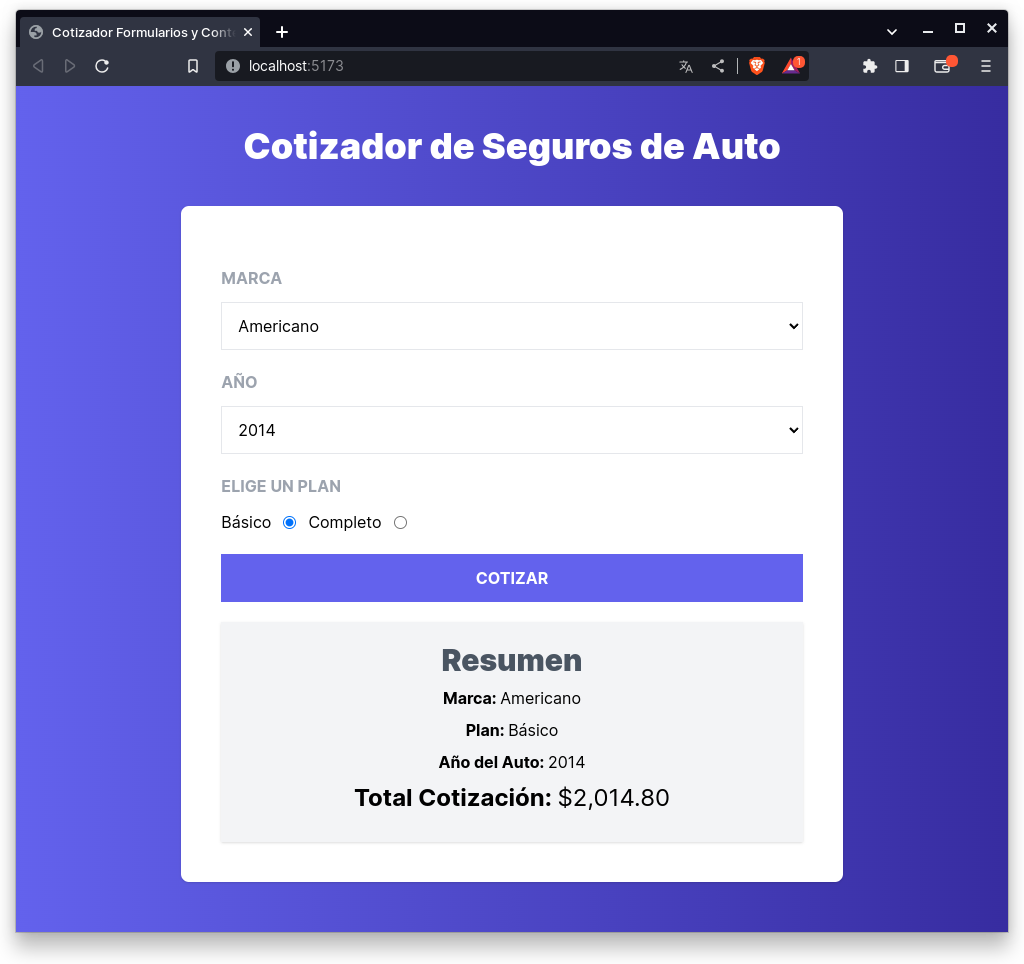 Cotizador Formularios y Cont
localhost:5173
1
Cotizador de Seguros de Auto
MARCA
Americano
AÑO
2014
ELIGE UN PLAN
Básico Completo
COTIZAR
Resumen
Marca: Americano
Plan: Básico
Año del Auto: 2014
Total Cotización: $2,014.80